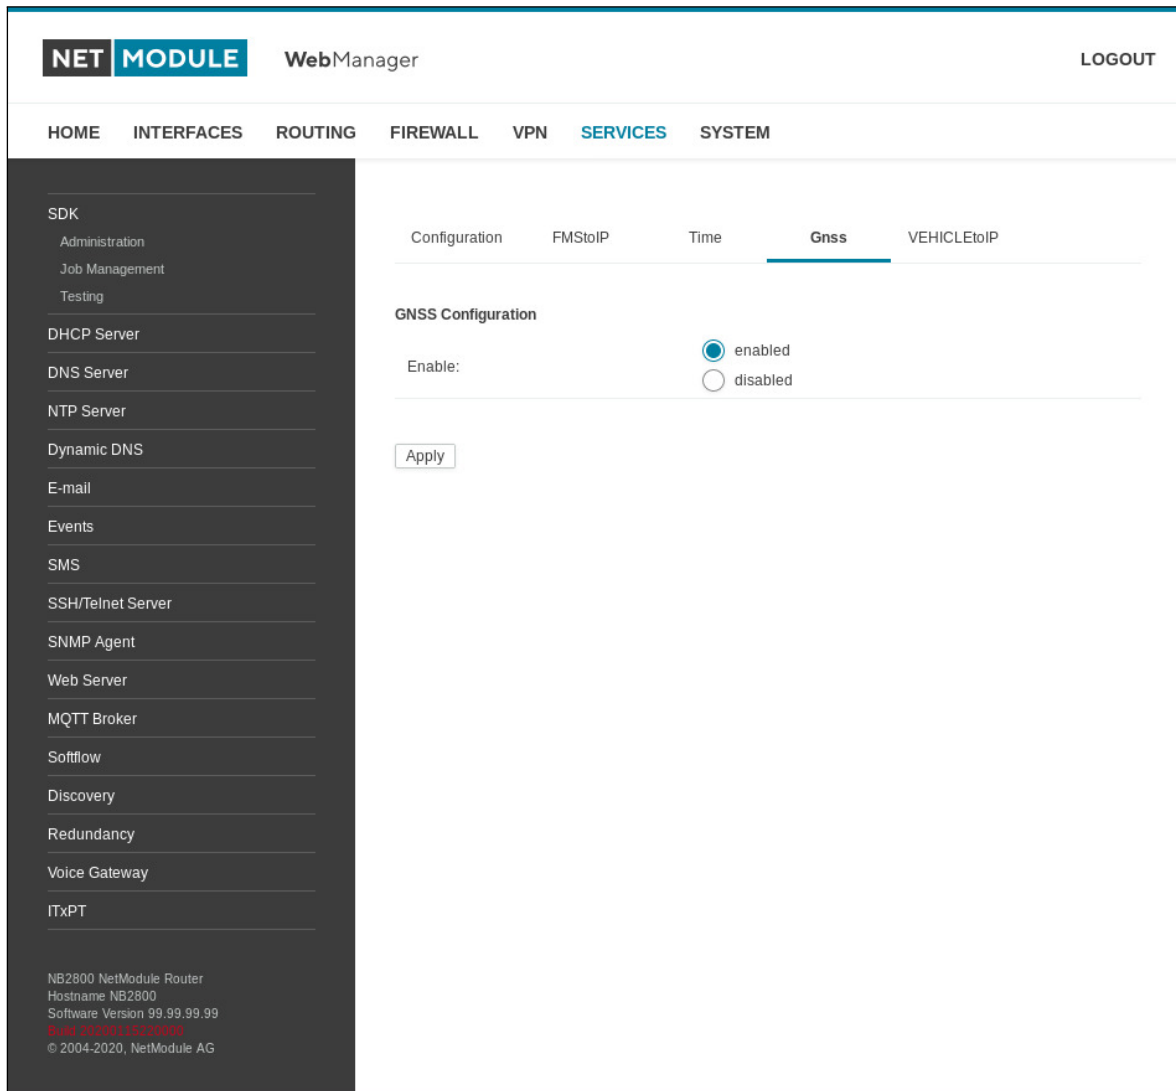 NET MODULE WebManager LOGOUT
HOME INTERFACES ROUTING FIREWALL VPN SERVICES SYSTEM
SDK
Administration
Job Management
Testing
DHCP Server
DNS Server
NTP Server
Dynamic DNS
E-mail
Events
SMS
SSH/Telnet Server
SNMP Agent
Web Server
MQTT Broker
Softflow
Discovery
Redundancy
Voice Gateway
ITxPT
NB2800 NetModule Router
Hostname NB2800
Software Version 99.99.99.99
Build
© 2004-2020, NetModule AG
Configuration FMStoIP Time Gnss VEHICLEtoIP
GNSS Configuration
Enable:
enabled
disabled
Apply